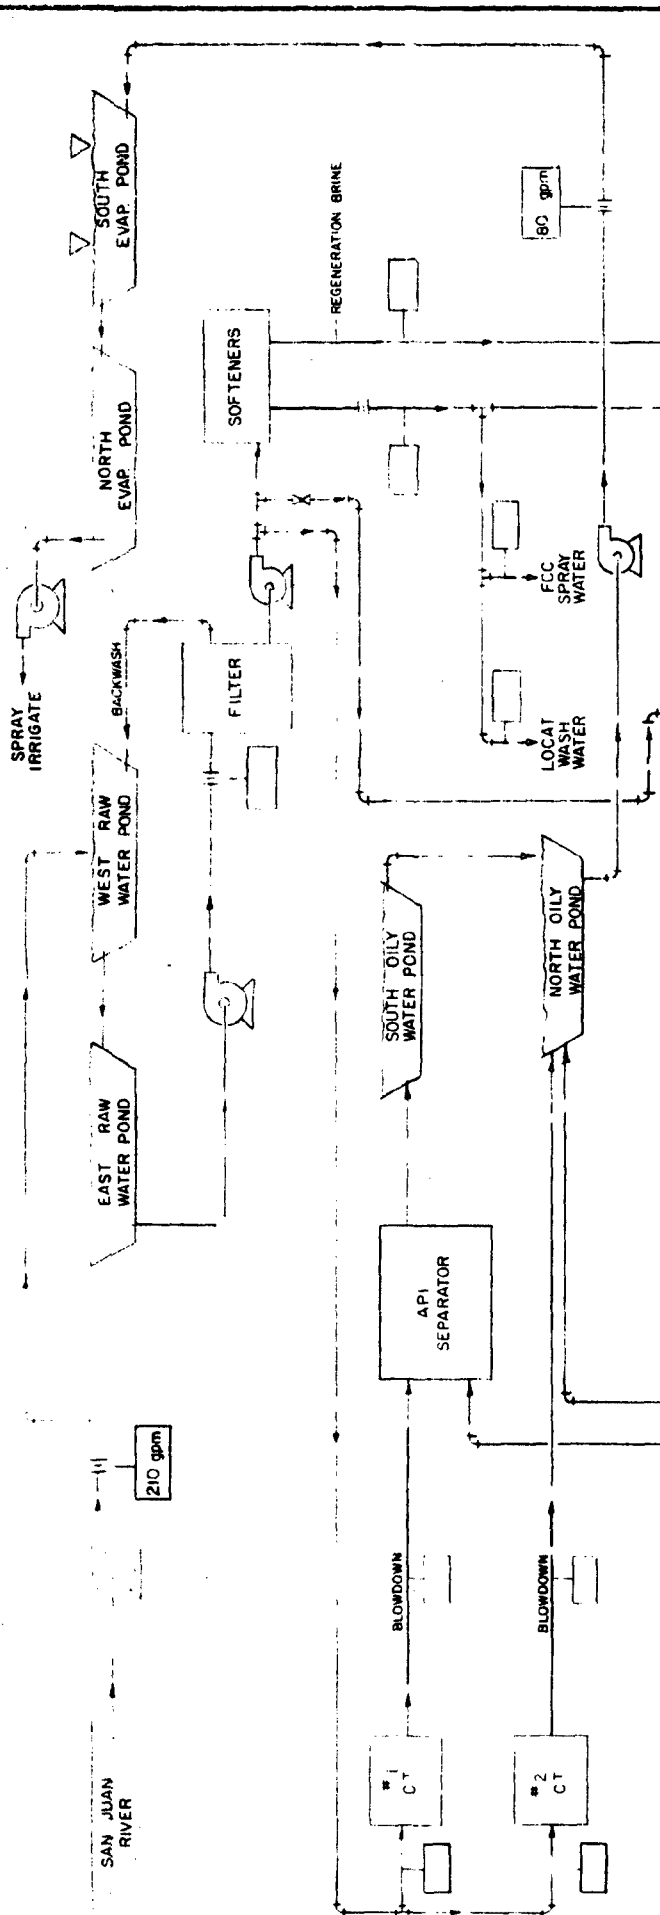 SAN JUAN
RIVER
210 gpm
EAST RAW
WATER POND
WEST RAW
WATER POND
SPRAY
IRRIGATE
NORTH
EVAP. POND
SOUTH
EVAP. POND
BACKWASH
FILTER
SOFTENERS
REGENERATION BRINE
#1
CT
BLOWDOWN
API
SEPARATOR
SOUTH OILY
WATER POND
LOCAT
WASH
WATER
FCC
SPRAY
WATER
#2
CT
BLOWDOWN
NORTH OILY
WATER POND
80 gpm